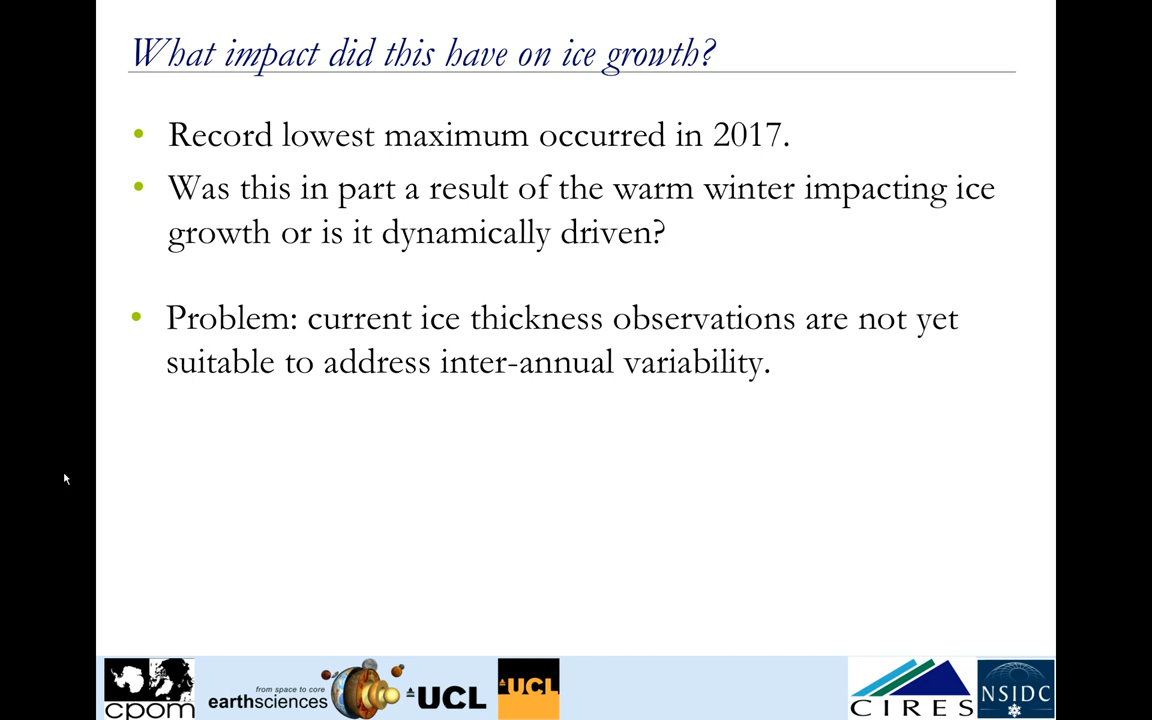 What impact did this have on ice growth?
• Record lowest maximum occurred in 2017.
• Was this in part a result of the warm winter impacting ice
growth or is it dynamically driven?
• Problem: current ice thickness observations are not yet
suitable to address inter-annual variability.
cpom
from space to core
earthsciences
UCL
UCL
CIRES
NSIDC